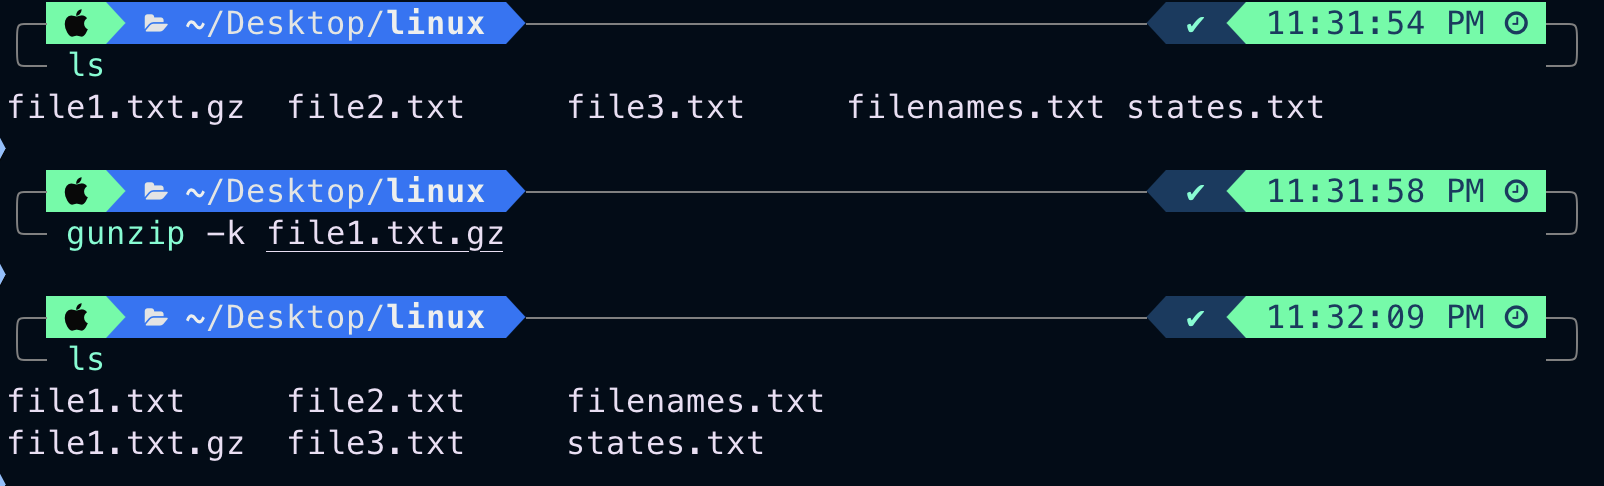 ~/Desktop/linux ✔ 11:31:54 PM
ls
file1.txt.gz file2.txt file3.txt filenames.txt states.txt
~/Desktop/linux ✔ 11:31:58 PM
gunzip -k file1.txt.gz
~/Desktop/linux ✔ 11:32:09 PM
ls
file1.txt file2.txt filenames.txt
file1.txt.gz file3.txt states.txt